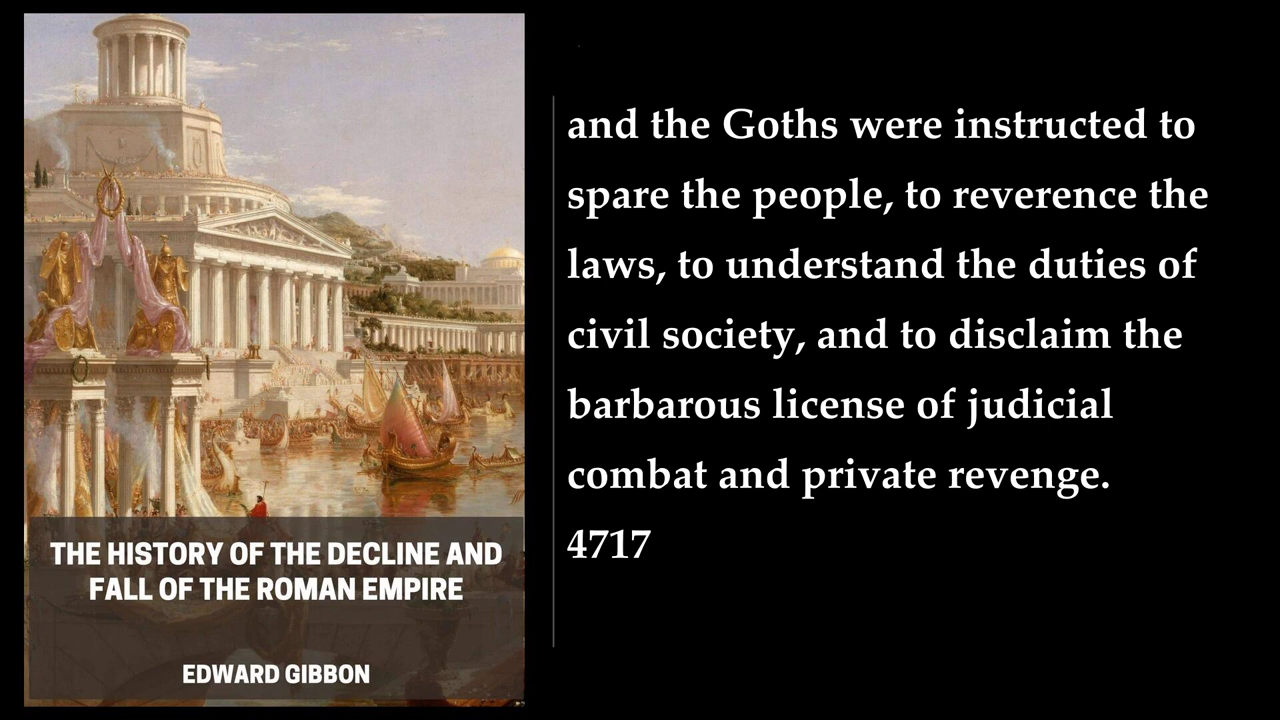 THE HISTORY OF THE DECLINE AND
FALL OF THE ROMAN EMPIRE
EDWARD GIBBON
and the Goths were instructed to
spare the people, to reverence the
laws, to understand the duties of
civil society, and to disclaim the
barbarous license of judicial
combat and private revenge.
4717